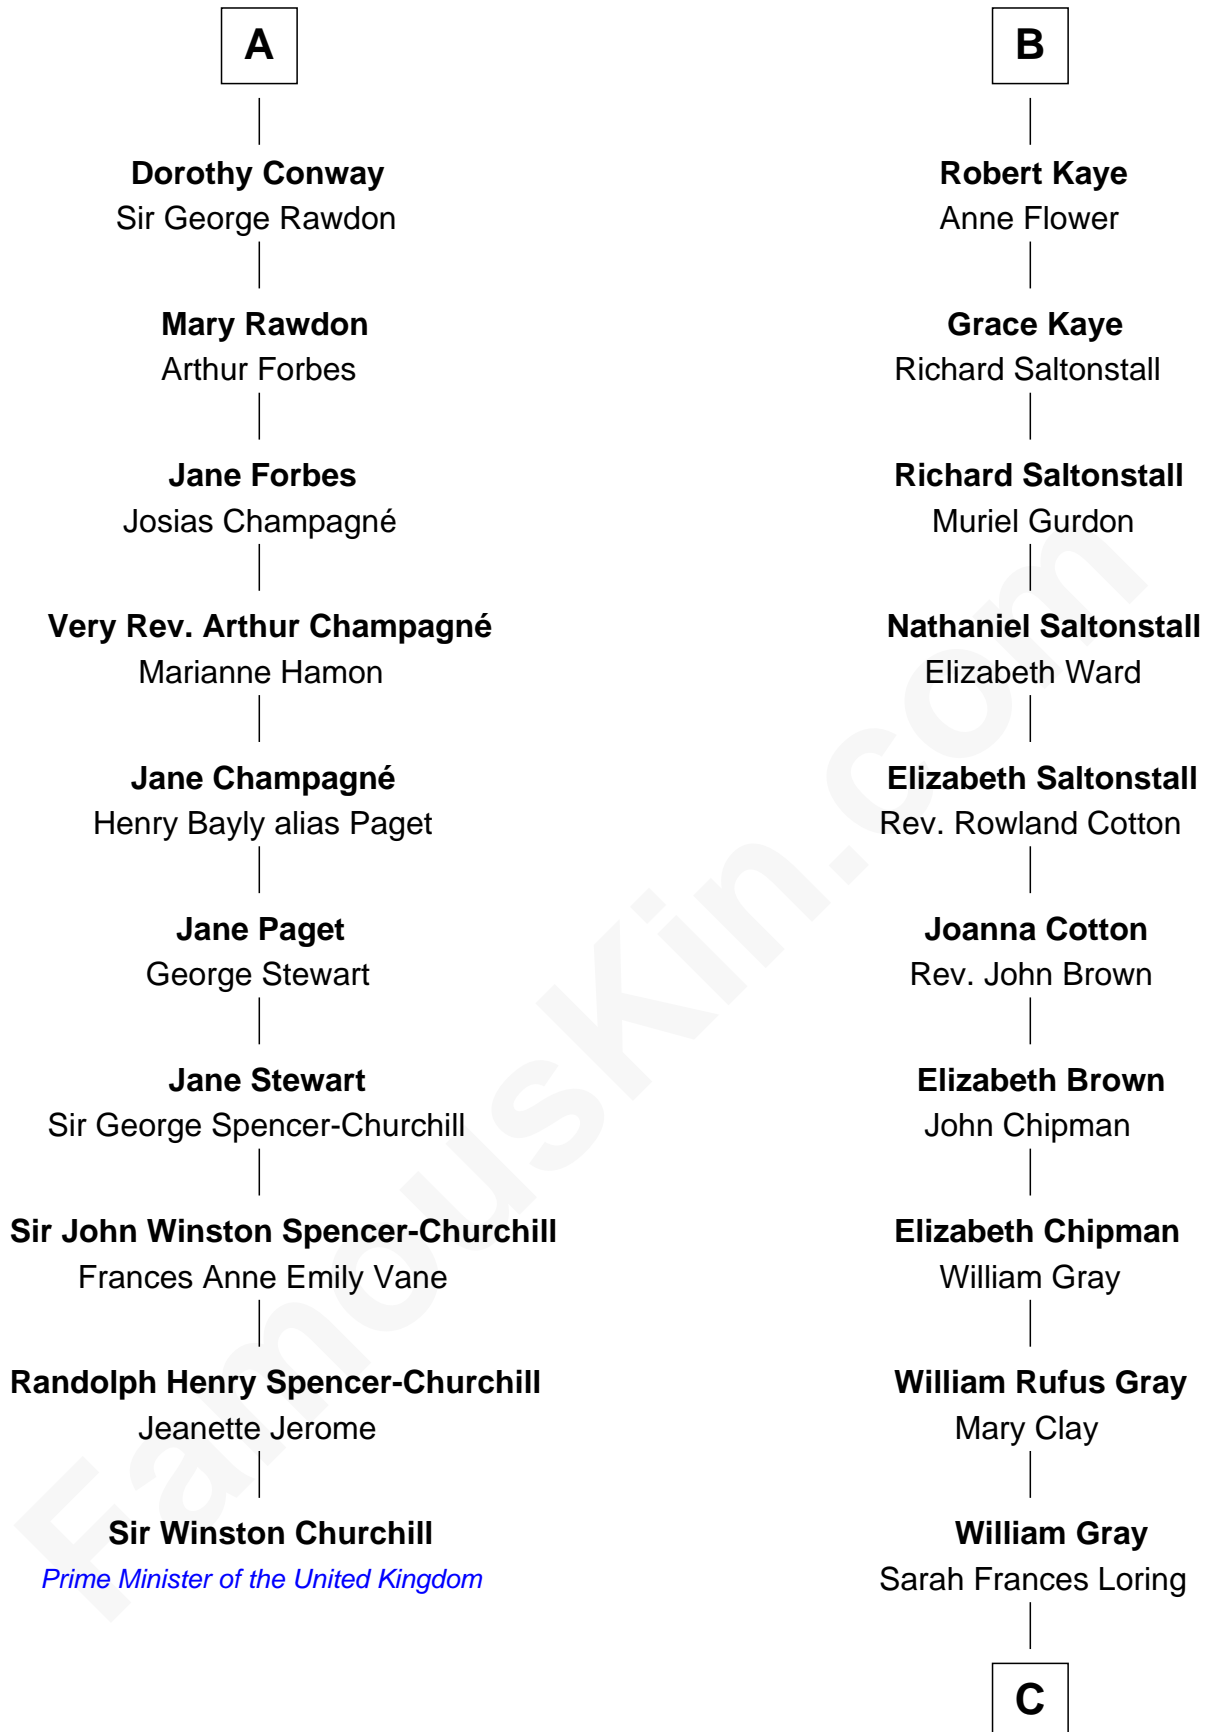 A
Dorothy Conway
Sir George Rawdon
Mary Rawdon
Arthur Forbes
Jane Forbes
Josias Champagné
Very Rev. Arthur Champagné
Marianne Hamon
Jane Champagné
Henry Bayly alias Paget
Jane Paget
George Stewart
Jane Stewart
Sir George Spencer-Churchill
Sir John Winston Spencer-Churchill
Frances Anne Emily Vane
Randolph Henry Spencer-Churchill
Jeanette Jerome
Sir Winston Churchill
Prime Minister of the United Kingdom
B
Robert Kaye
Anne Flower
Grace Kaye
Richard Saltonstall
Richard Saltonstall
Muriel Gurdon
Nathaniel Saltonstall
Elizabeth Ward
Elizabeth Saltonstall
Rev. Rowland Cotton
Joanna Cotton
Rev. John Brown
Elizabeth Brown
John Chipman
Elizabeth Chipman
William Gray
William Rufus Gray
Mary Clay
William Gray
Sarah Frances Loring
C
FamousKin.com